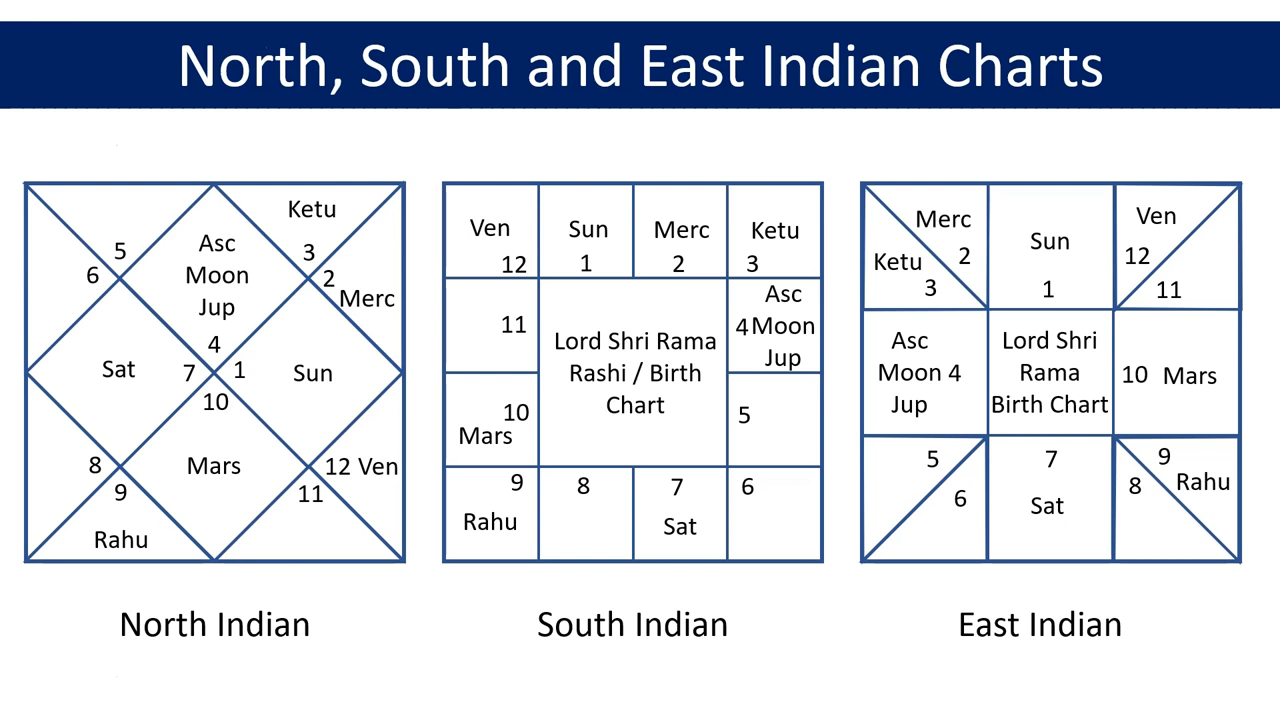 North, South and East Indian Charts
Ketu
5
Asc
Moon
Jup
3
6
2
Merc
4
Sat
7
1
Sun
10
8
Mars
12 Ven
9
11
Rahu
North Indian
Ven
12
Sun
1
Merc
2
Ketu
3
11
Lord Shri Rama
Rashi / Birth
Chart
Asc
4 Moon
Jup
10
Mars
5
9
Rahu
8
7
Sat
6
South Indian
Merc
2
Ketu
3
Sun
1
Ven
12
11
Asc
Moon 4
Jup
Lord Shri
Rama
Birth Chart
10 Mars
5
6
7
Sat
9
Rahu
8
East Indian